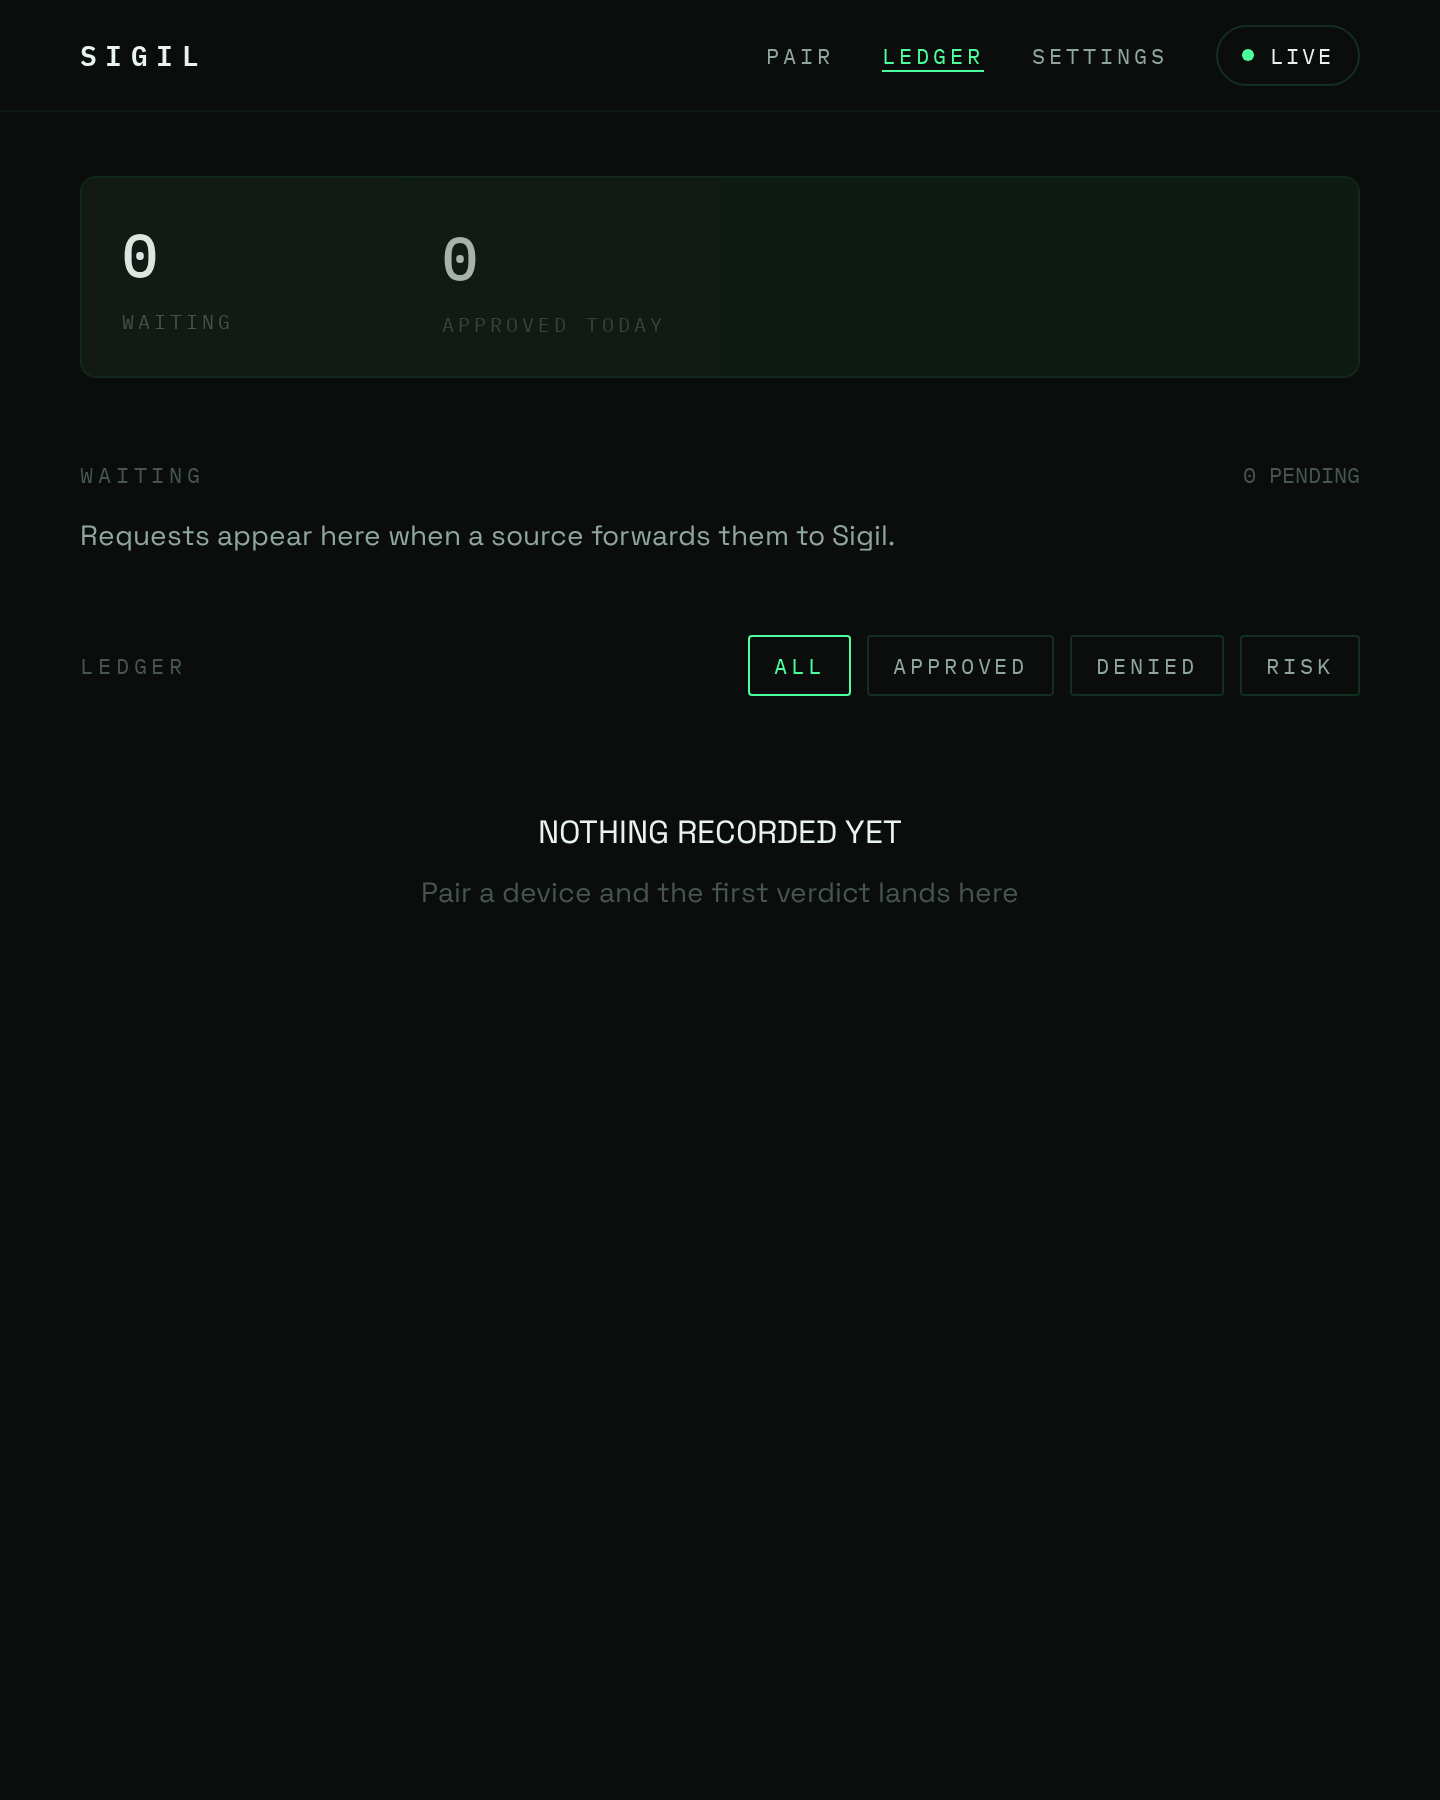 SIGIL
PAIR LEDGER SETTINGS LIVE
0 0
WAITING APPROVED TODAY
WAITING 0 PENDING
Requests appear here when a source forwards them to Sigil.
LEDGER ALL APPROVED DENIED RISK
NOTHING RECORDED YET
Pair a device and the first verdict lands here